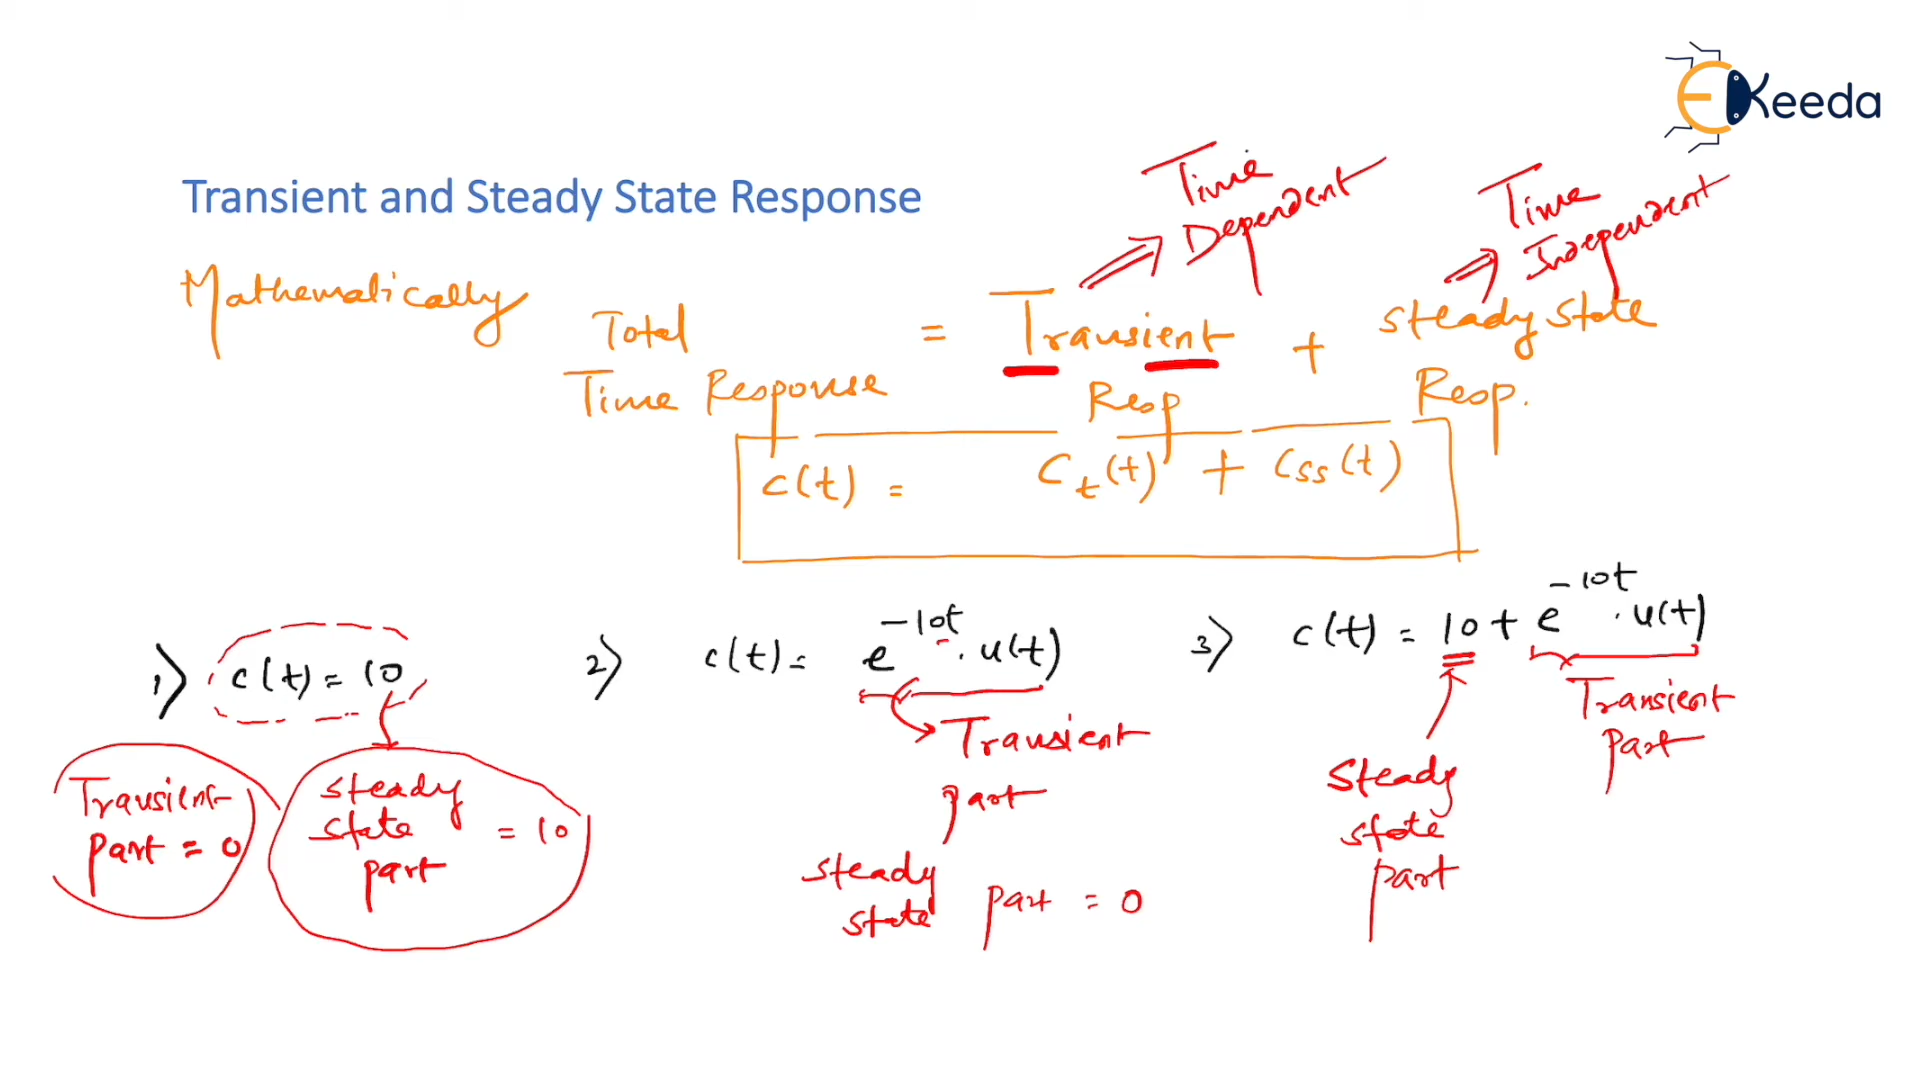 EKeeda
Transient and Steady State Response
Time
Dependent
Time
Independent
Mathematically
Total
Time Response
= Transient + Steady State
Resp Resp.
c(t) = Ct(t) + Css(t)
1) c(t) = 10
Transient
part = 0
Steady
state
part = 10
2) c(t) = e^-10t . u(t)
Transient
part
Steady
state part = 0
3) c(t) = 10 + e^-10t . u(t)
Transient
part
Steady
state
part